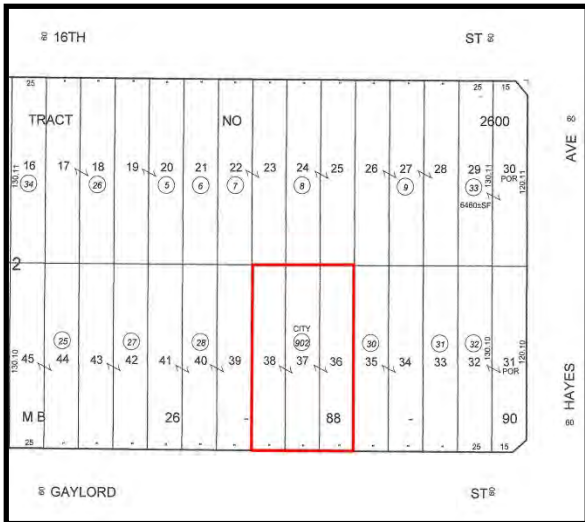 60 16TH ST 60
25 25 15
TRACT NO 2600
AVE 60
130.11 16 17 18 19 20 21 22 23 24 25 26 27 28 29 130.11 30 120.11
POR
34 26 5 6 7 8 9 33
6460±SF
2
CITY
25 27 28 902 30 31 32
130.10 45 44 43 42 41 40 39 38 37 36 35 34 33 32 130.10 31 120.10
POR
HAYES 60
M B 26 - 88 - 90
25 25 15
60 GAYLORD ST 60